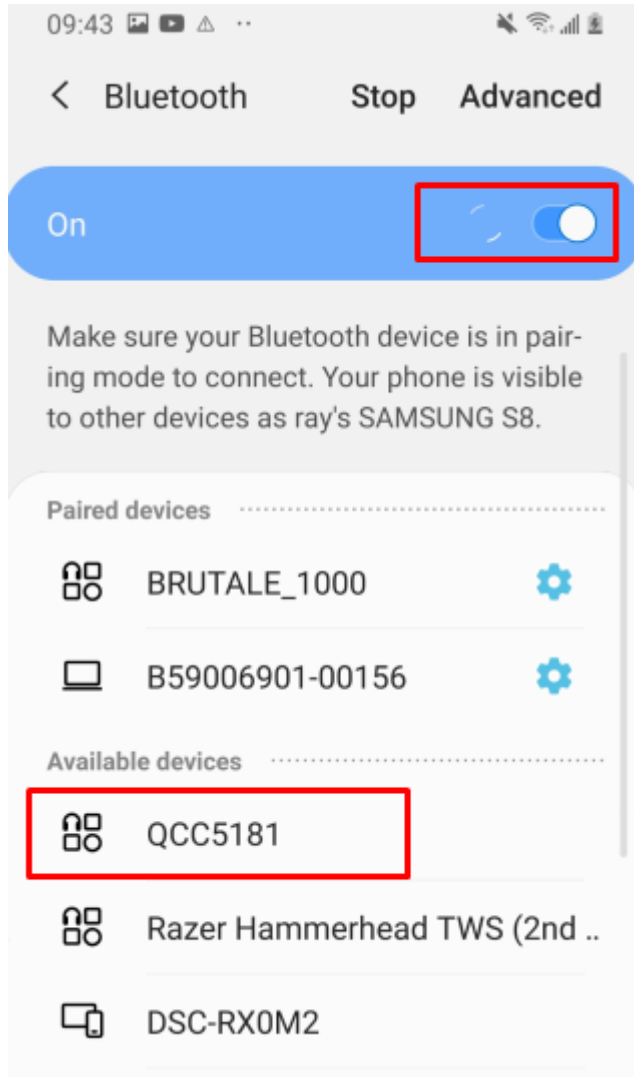 09:43
Bluetooth Stop Advanced
On
Make sure your Bluetooth device is in pair-
ing mode to connect. Your phone is visible
to other devices as ray's SAMSUNG S8.
Paired devices
BRUTALE_1000
B59006901-00156
Available devices
QCC5181
Razer Hammerhead TWS (2nd ..
DSC-RX0M2